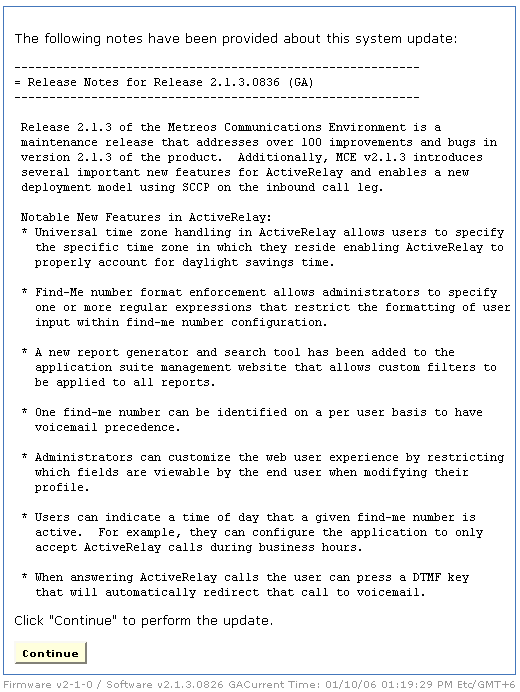 The following notes have been provided about this system update:
----------------------------------------------------------
= Release Notes for Release 2.1.3.0836 (GA)
----------------------------------------------------------
Release 2.1.3 of the Metreos Communications Environment is a
maintenance release that addresses over 100 improvements and bugs in
version 2.1.3 of the product.  Additionally, MCE v2.1.3 introduces
several important new features for ActiveRelay and enables a new
deployment model using SCCP on the inbound call leg.
Notable New Features in ActiveRelay:
* Universal time zone handling in ActiveRelay allows users to specify
the specific time zone in which they reside enabling ActiveRelay to
properly account for daylight savings time.
* Find-Me number format enforcement allows administrators to specify
one or more regular expressions that restrict the formatting of user
input within find-me number configuration.
* A new report generator and search tool has been added to the
application suite management website that allows custom filters to
be applied to all reports.
* One find-me number can be identified on a per user basis to have
voicemail precedence.
* Administrators can customize the web user experience by restricting
which fields are viewable by the end user when modifying their
profile.
* Users can indicate a time of day that a given find-me number is
active.  For example, they can configure the application to only
accept ActiveRelay calls during business hours.
* When answering ActiveRelay calls the user can press a DTMF key
that will automatically redirect that call to voicemail.
Click "Continue" to perform the update.
Continue
Firmware v2-1-0 / Software v2.1.3.0826 GACurrent Time: 01/10/06 01:19:29 PM Etc/GMT+6